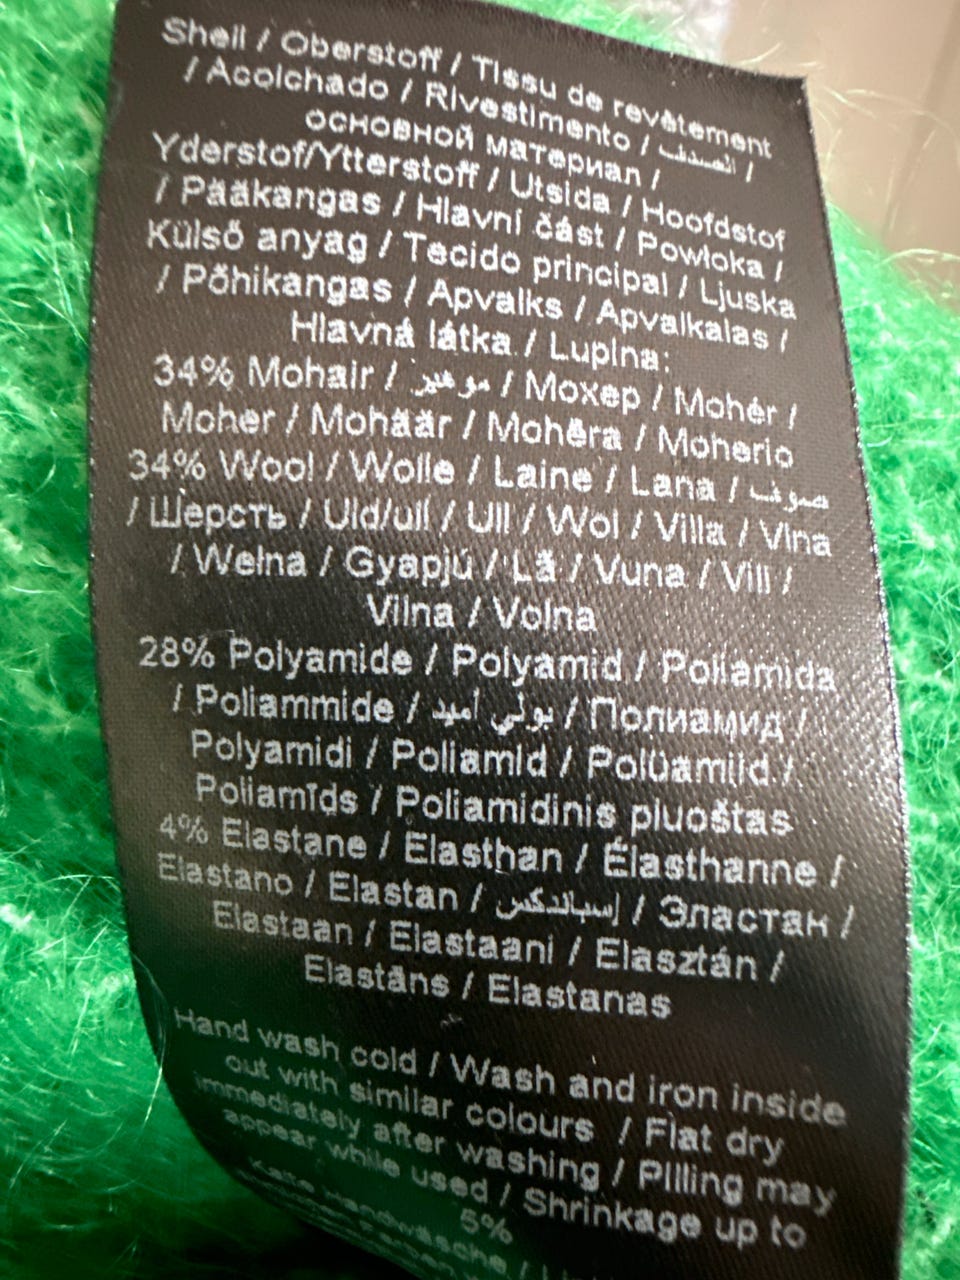 Shell / Oberstoff / Tissu de revêtement
/ Acolchado / Rivestimento / الصدف /
основной материал /
Yderstof/Ytterstoff / Utsida / Hoofdstof
/ Pääkangas / Hlavní část / Powłoka /
Külső anyag / Tecido principal / Ljuska
/ Põhikangas / Apvalks / Apvalkalas /
Hlavná látka / Lupina:
34% Mohair / موهير / Мохер / Mohér /
Moher / Mohäär / Mohēra / Moherio
34% Wool / Wolle / Laine / Lana / صوف
/ Шерсть / Uld/ull / Ull / Wol / Villa / Vlna
/ Wełna / Gyapjú / Lã / Vuna / Vill /
Vilna / Volna
28% Polyamide / Polyamid / Poliamida
/ Poliammide / بولي أميد / Полиамид /
Polyamidi / Poliamid / Polüamiid /
Poliamīds / Poliamidinis pluoštas
4% Elastane / Elasthan / Élasthanne /
Elastano / Elastan / إسباندكس / Эластан /
Elastaan / Elastaani / Elasztán /
Elastāns / Elastanas
Hand wash cold / Wash and iron inside
out with similar colours / Flat dry
immediately after washing / Pilling may
appear while used / Shrinkage up to
5%
Kalte Handwäsche /